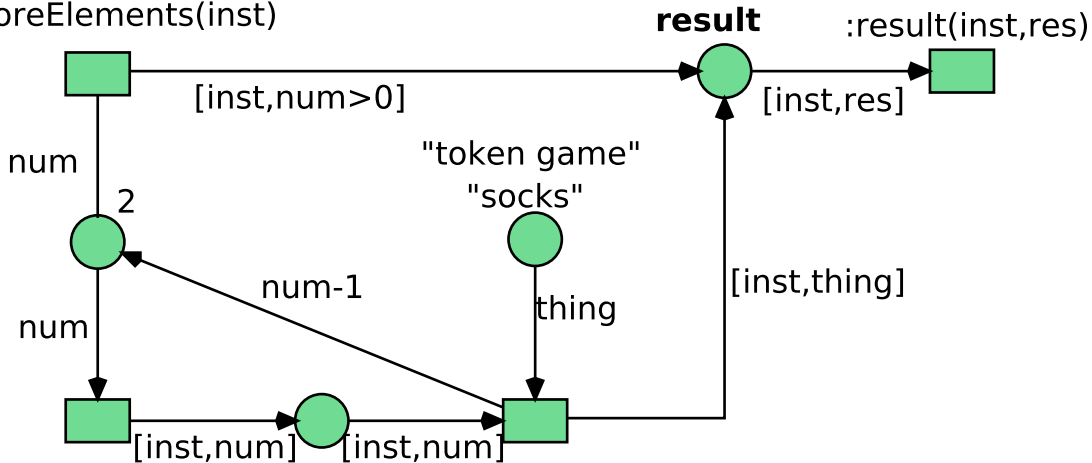 oreElements(inst)
result
:result(inst,res)
[inst,num>0]
[inst,res]
"token game"
num
"socks"
2
num-1
[inst,thing]
thing
num
[inst,num]
[inst,num]